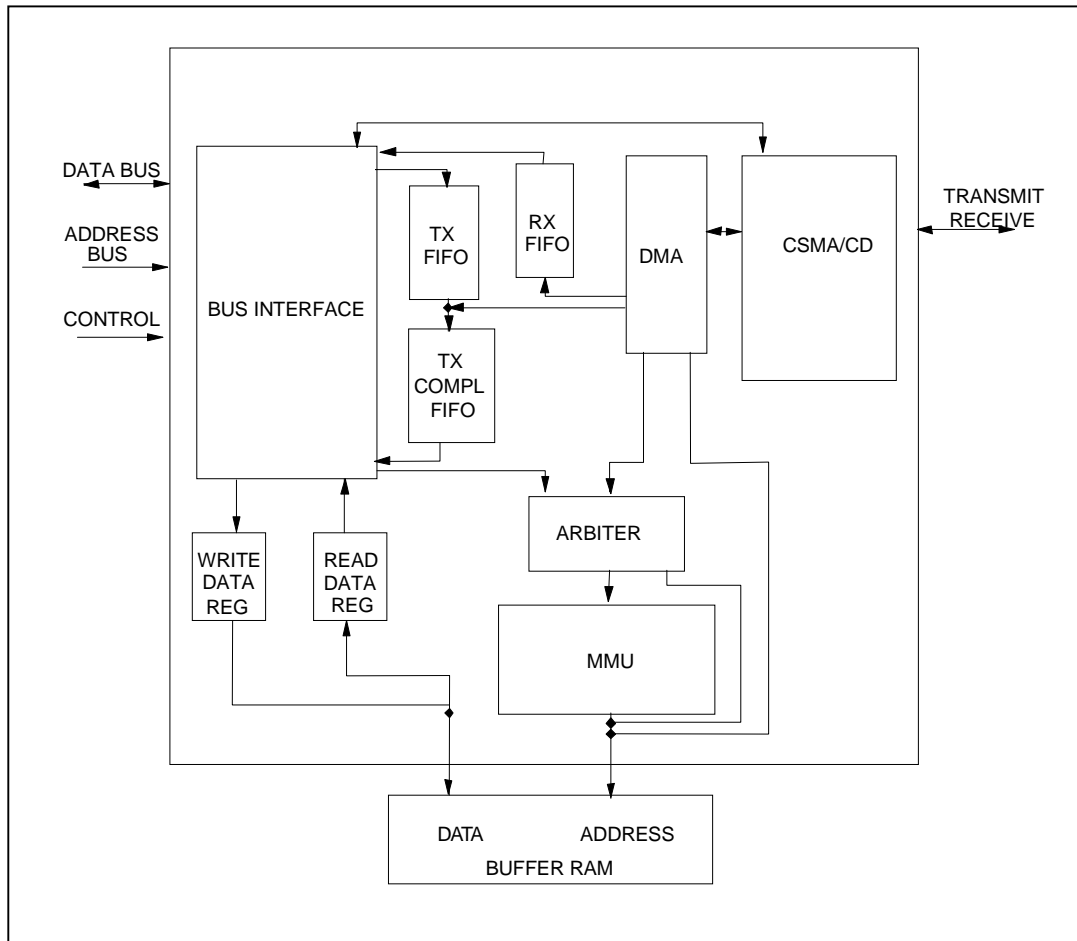 DATA BUS
ADDRESS
BUS
CONTROL
BUS INTERFACE
TX
FIFO
RX
FIFO
DMA
CSMA/CD
TRANSMIT
RECEIVE
TX
COMPL
FIFO
WRITE
DATA
REG
READ
DATA
REG
ARBITER
MMU
DATA
ADDRESS
BUFFER RAM